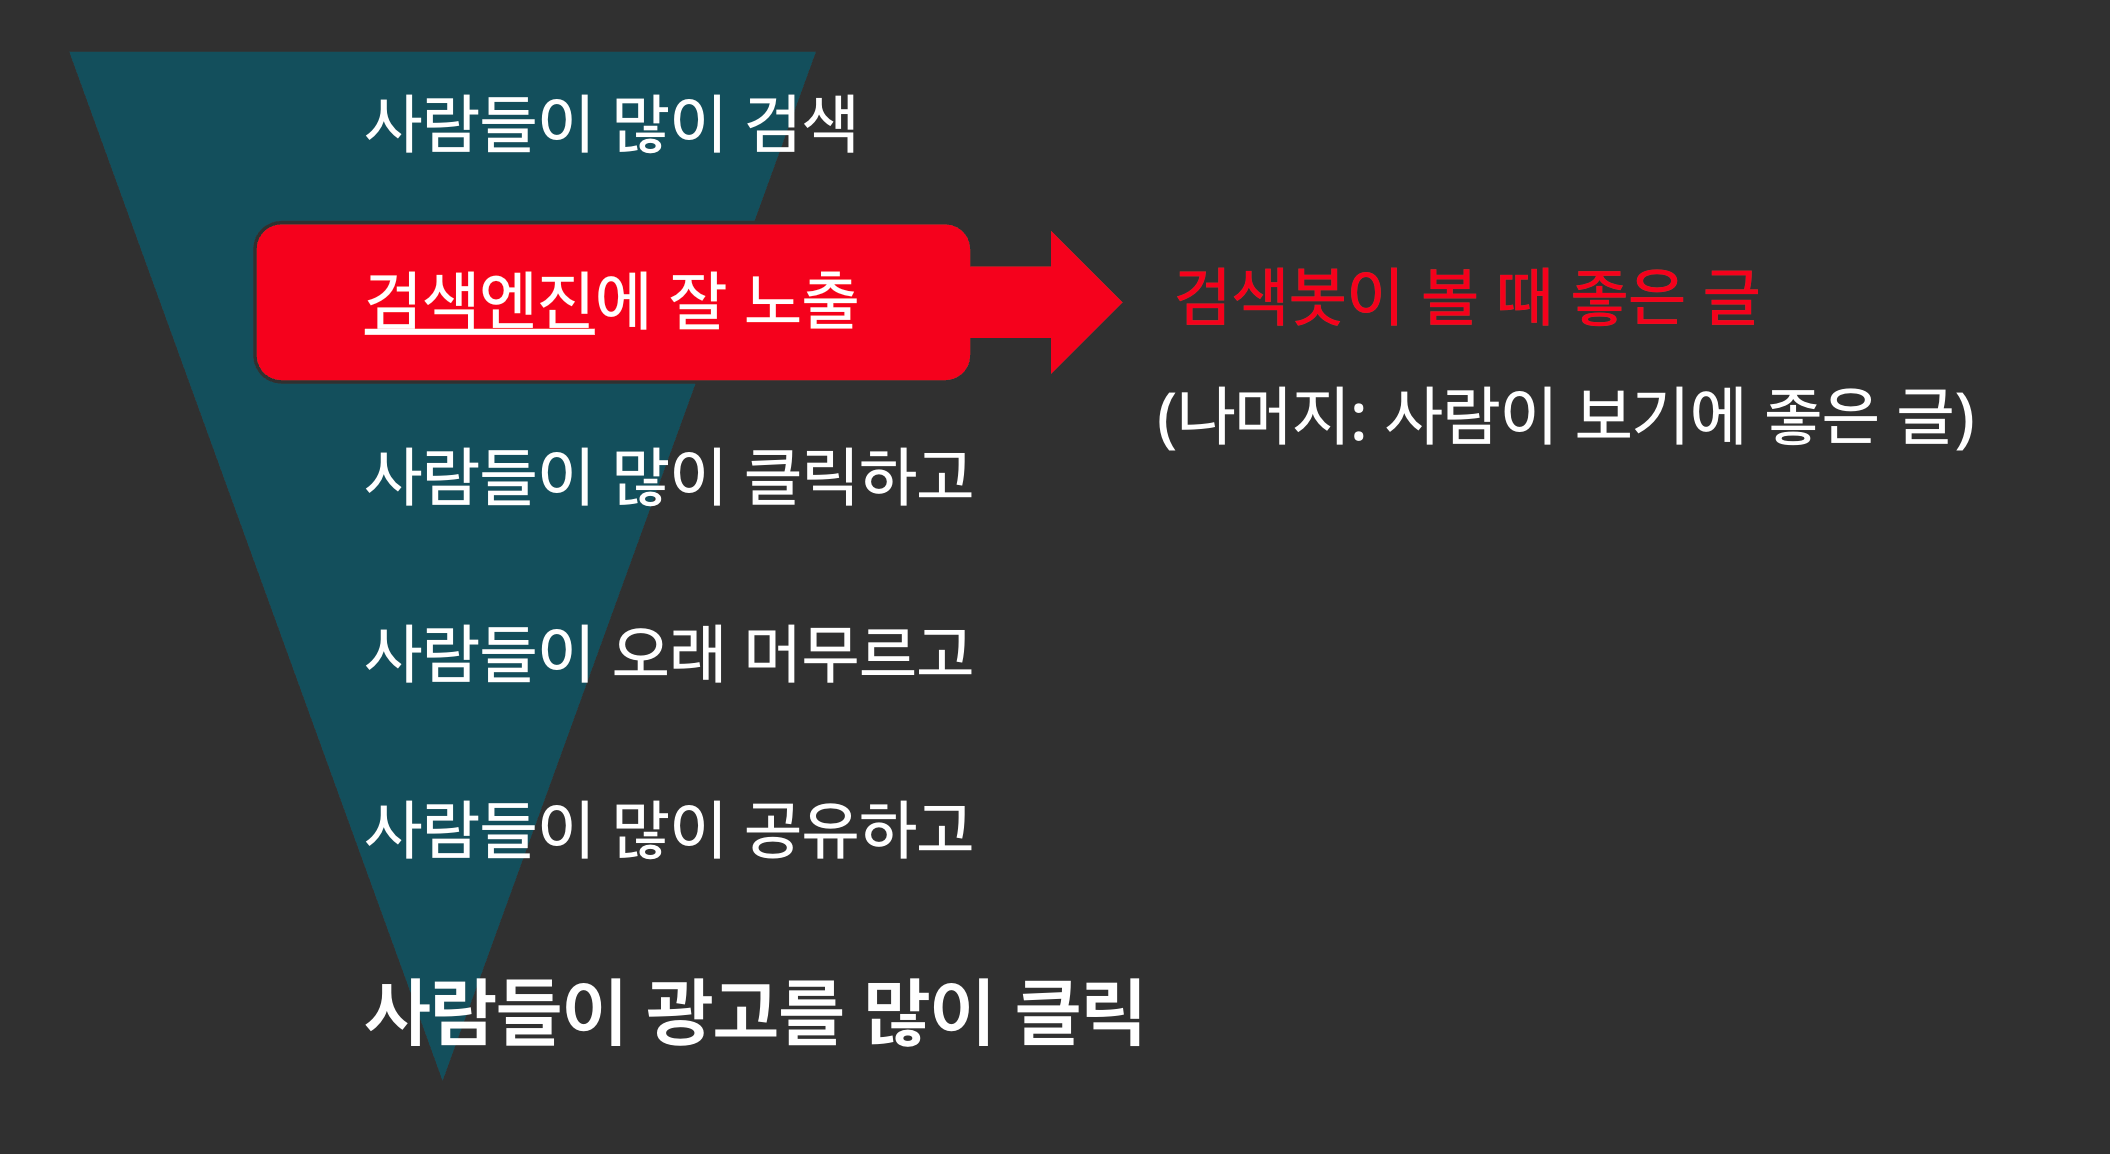 사람들이 많이 검색
검색엔진에 잘 노출
검색봇이 볼 때 좋은 글
(나머지: 사람이 보기에 좋은 글)
사람들이 많이 클릭하고
사람들이 오래 머무르고
사람들이 많이 공유하고
사람들이 광고를 많이 클릭